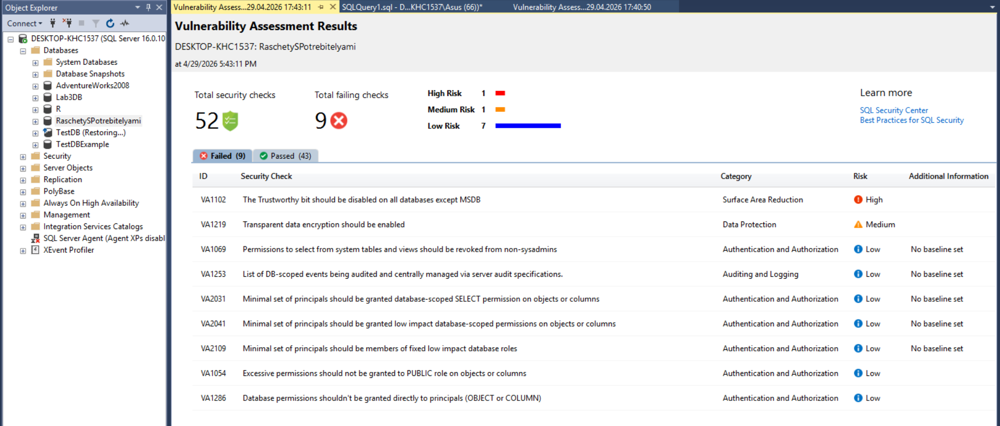 Object Explorer
Connect
DESKTOP-KHC1537 (SQL Server 16.0.10
Databases
System Databases
Database Snapshots
AdventureWorks2008
Lab3DB
R
RaschetySPotrebitelyami
TestDB (Restoring...)
TestDBExample
Security
Server Objects
Replication
PolyBase
Always On High Availability
Management
Integration Services Catalogs
SQL Server Agent (Agent XPs disabl
XEvent Profiler
Vulnerability Assess...29.04.2026 17:43:11
SQLQuery1.sql - D...KHC1537\Asus (66))*
Vulnerability Assess...29.04.2026 17:40:50
Vulnerability Assessment Results
DESKTOP-KHC1537: RaschetySPotrebitelyami
at 4/29/2026 5:43:11 PM
Total security checks
52
Total failing checks
9
High Risk 1
Medium Risk 1
Low Risk 7
Learn more
SQL Security Center
Best Practices for SQL Security
Failed (9)
Passed (43)
ID Security Check Category Risk Additional Information
VA1102 The Trustworthy bit should be disabled on all databases except MSDB Surface Area Reduction High
VA1219 Transparent data encryption should be enabled Data Protection Medium
VA1069 Permissions to select from system tables and views should be revoked from non-sysadmins Authentication and Authorization Low No baseline set
VA1253 List of DB-scoped events being audited and centrally managed via server audit specifications. Auditing and Logging Low No baseline set
VA2031 Minimal set of principals should be granted database-scoped SELECT permission on objects or columns Authentication and Authorization Low No baseline set
VA2041 Minimal set of principals should be granted low impact database-scoped permissions on objects or columns Authentication and Authorization Low No baseline set
VA2109 Minimal set of principals should be members of fixed low impact database roles Authentication and Authorization Low No baseline set
VA1054 Excessive permissions should not be granted to PUBLIC role on objects or columns Authentication and Authorization Low
VA1286 Database permissions shouldn't be granted directly to principals (OBJECT or COLUMN) Authentication and Authorization Low